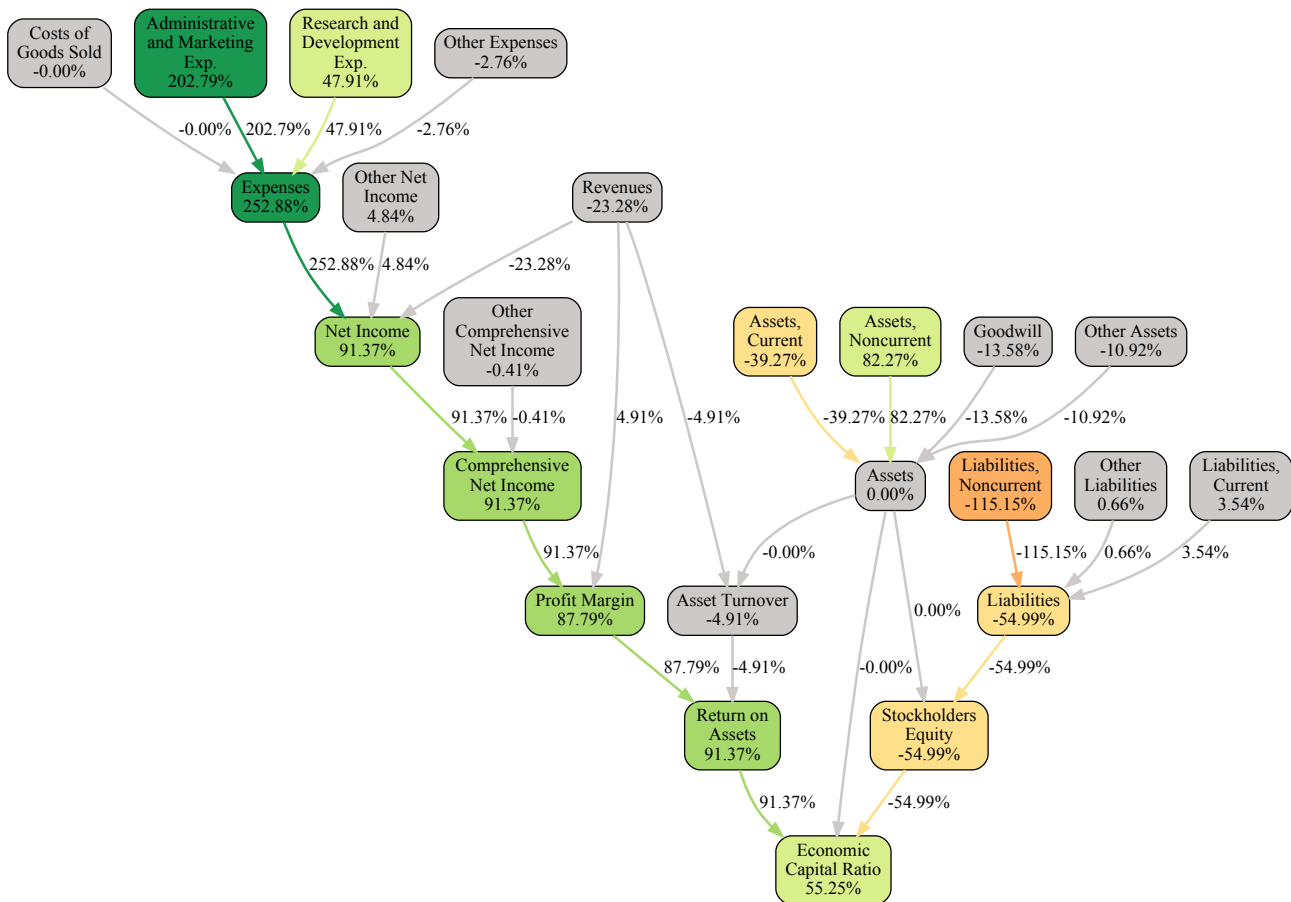 Costs of
Goods Sold
-0.00%
Administrative
and Marketing
Exp.
202.79%
Research and
Development
Exp.
47.91%
Other Expenses
-2.76%
-0.00%
202.79%
47.91%
-2.76%
Expenses
252.88%
Other Net
Income
4.84%
Revenues
-23.28%
252.88%
4.84%
-23.28%
Net Income
91.37%
Other
Comprehensive
Net Income
-0.41%
Assets,
Current
-39.27%
Assets,
Noncurrent
82.27%
Goodwill
-13.58%
Other Assets
-10.92%
91.37%
-0.41%
4.91%
-4.91%
-39.27%
82.27%
-13.58%
-10.92%
Comprehensive
Net Income
91.37%
Assets
0.00%
Liabilities,
Noncurrent
-115.15%
Other
Liabilities
0.66%
Liabilities,
Current
3.54%
91.37%
-0.00%
-115.15%
0.66%
3.54%
Profit Margin
87.79%
Asset Turnover
-4.91%
0.00%
Liabilities
-54.99%
87.79%
-4.91%
-0.00%
-54.99%
Return on
Assets
91.37%
Stockholders
Equity
-54.99%
91.37%
-54.99%
Economic
Capital Ratio
55.25%